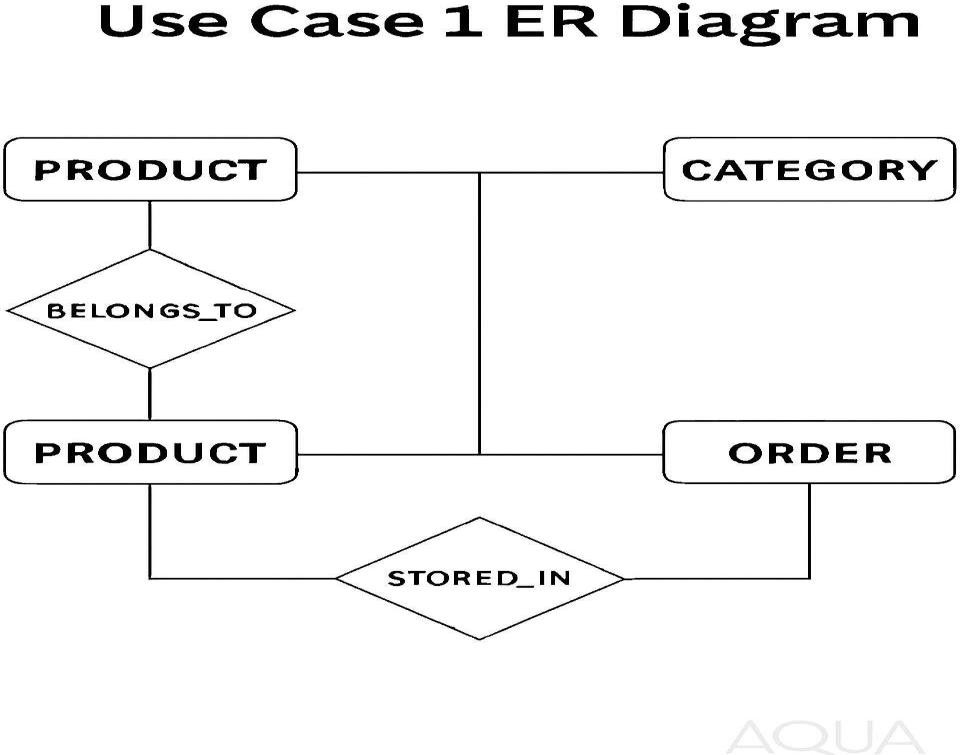 Use Case 1 ER Diagram
PRODUCT
CATEGORY
BELONGS_TO
PRODUCT
ORDER
STORED_IN
AQUA